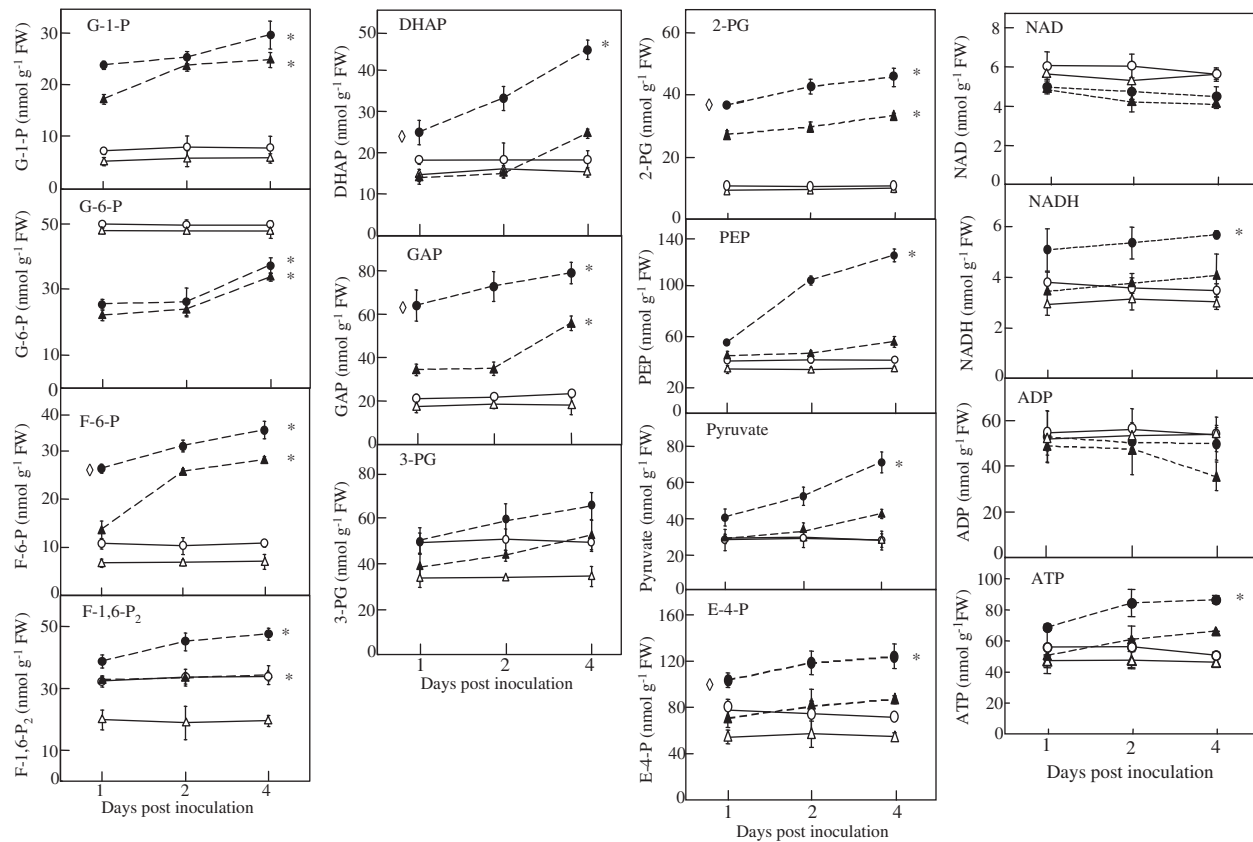 G-1-P
G-1-P (nmol g⁻¹ FW)
30
20
10
0
*
*
G-6-P
G-6-P (nmol g⁻¹ FW)
50
30
10
0
*
*
F-6-P
F-6-P (nmol g⁻¹ FW)
40
30
20
10
0
*
*
F-1,6-P₂
F-1,6-P₂ (nmol g⁻¹ FW)
50
30
10
0
*
*
1 2 4
Days post inoculation
DHAP
DHAP (nmol g⁻¹ FW)
50
40
30
20
10
0
*
GAP
GAP (nmol g⁻¹ FW)
80
60
40
20
0
*
*
3-PG
3-PG (nmol g⁻¹ FW)
80
60
40
20
0
1 2 4
Days post inoculation
2-PG
2-PG (nmol g⁻¹ FW)
60
40
20
0
*
*
PEP
PEP (nmol g⁻¹ FW)
140
100
60
20
0
*
Pyruvate
Pyruvate (nmol g⁻¹ FW)
80
60
40
20
0
*
E-4-P
E-4-P (nmol g⁻¹ FW)
160
120
80
40
0
*
1 2 4
Days post inoculation
NAD
NAD (nmol g⁻¹ FW)
8
6
4
2
0
NADH
NADH (nmol g⁻¹ FW)
6
4
2
0
*
ADP
ADP (nmol g⁻¹ FW)
60
40
20
0
ATP
ATP (nmol g⁻¹FW)
100
80
60
40
20
0
*
1 2 4
Days post inoculation